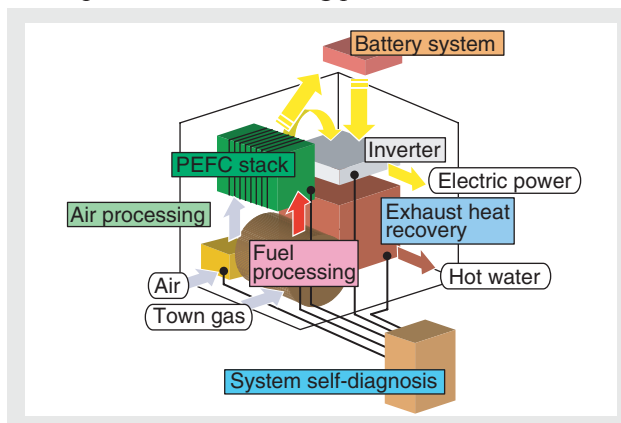 Battery system
PEFC stack
Inverter
Electric power
Air processing
Exhaust heat
recovery
Fuel
processing
Air
Hot water
Town gas
System self-diagnosis